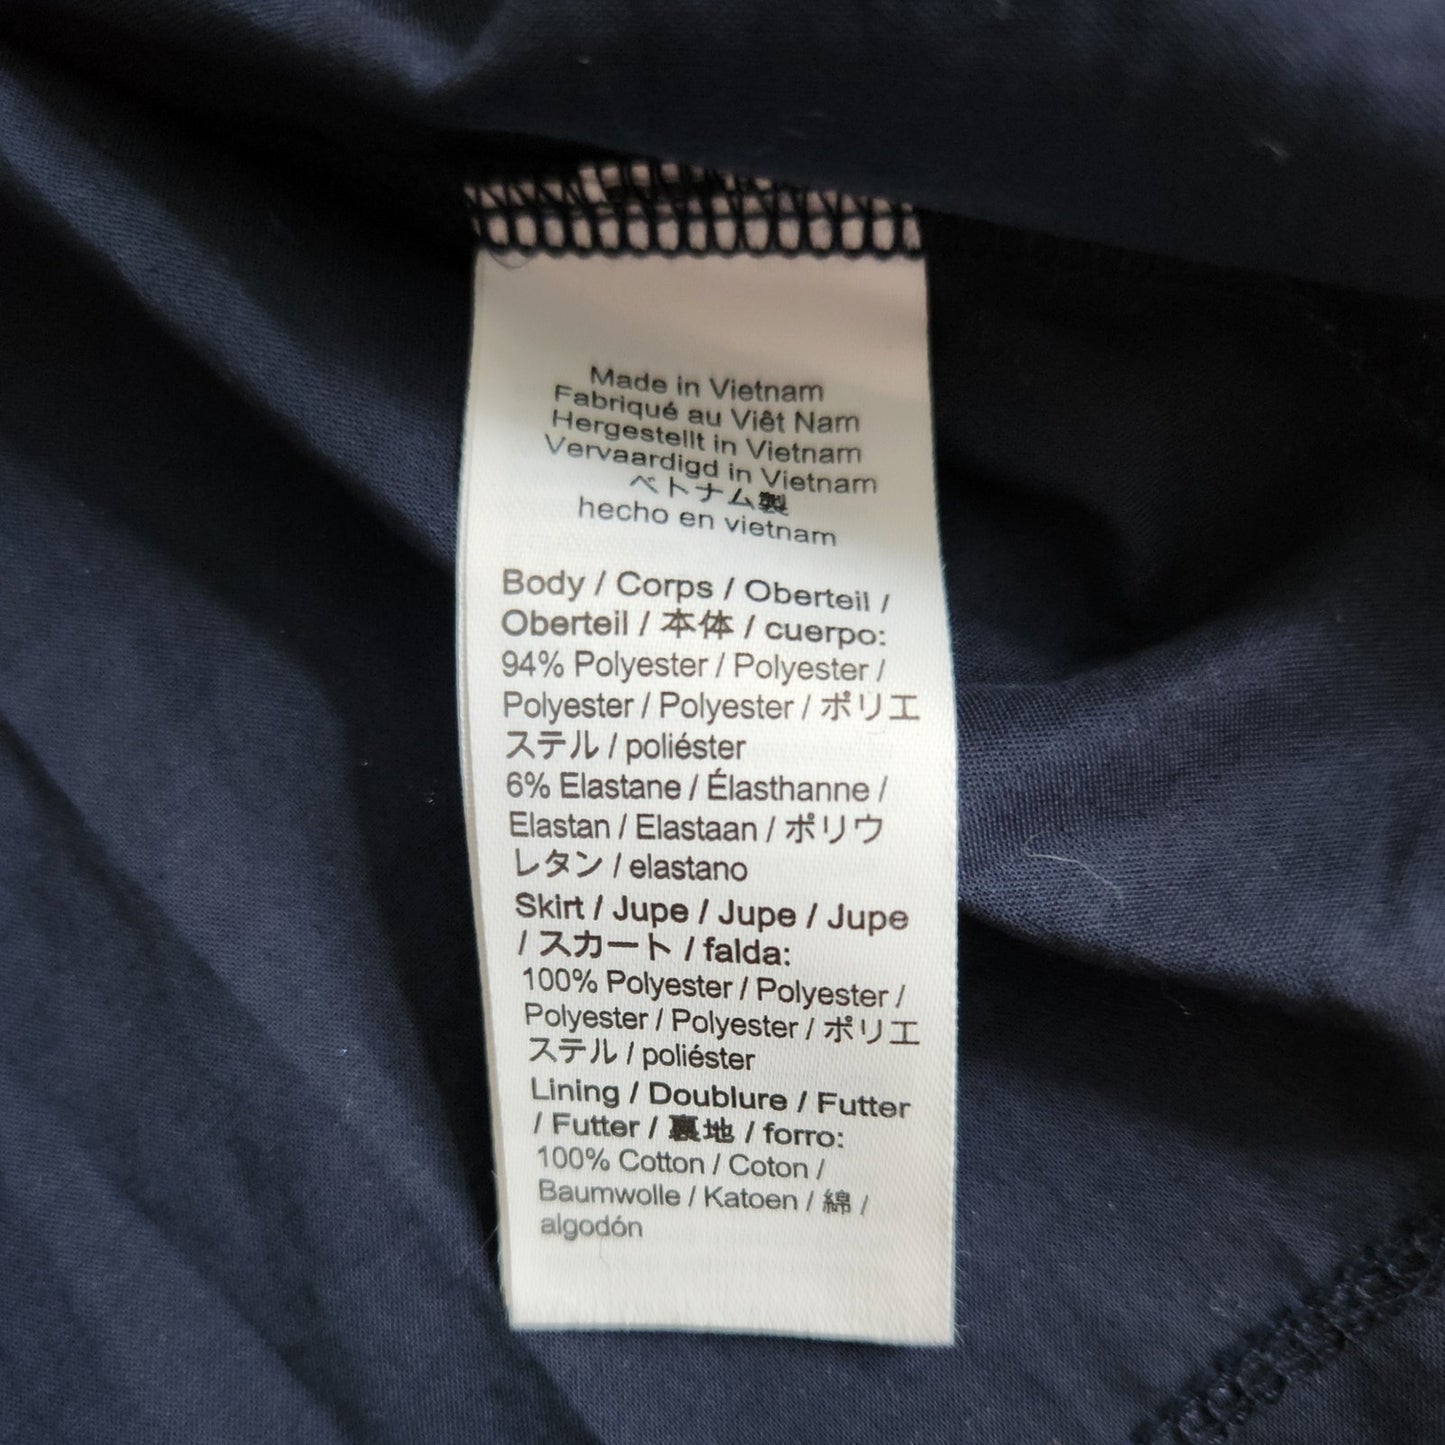 Made in Vietnam
Fabriqué au Viêt Nam
Hergestellt in Vietnam
Vervaardigd in Vietnam
ベトナム製
hecho en vietnam
Body / Corps / Oberteil /
Oberteil / 本体 / cuerpo:
94% Polyester / Polyester /
Polyester / Polyester / ポリエ
ステル / poliéster
6% Elastane / Élasthanne /
Elastan / Elastaan / ポリウ
レタン / elastano
Skirt / Jupe / Jupe / Jupe
/ スカート / falda:
100% Polyester / Polyester /
Polyester / Polyester / ポリエ
ステル / poliéster
Lining / Doublure / Futter
/ Futter / 裏地 / forro:
100% Cotton / Coton /
Baumwolle / Katoen / 綿 /
algodón